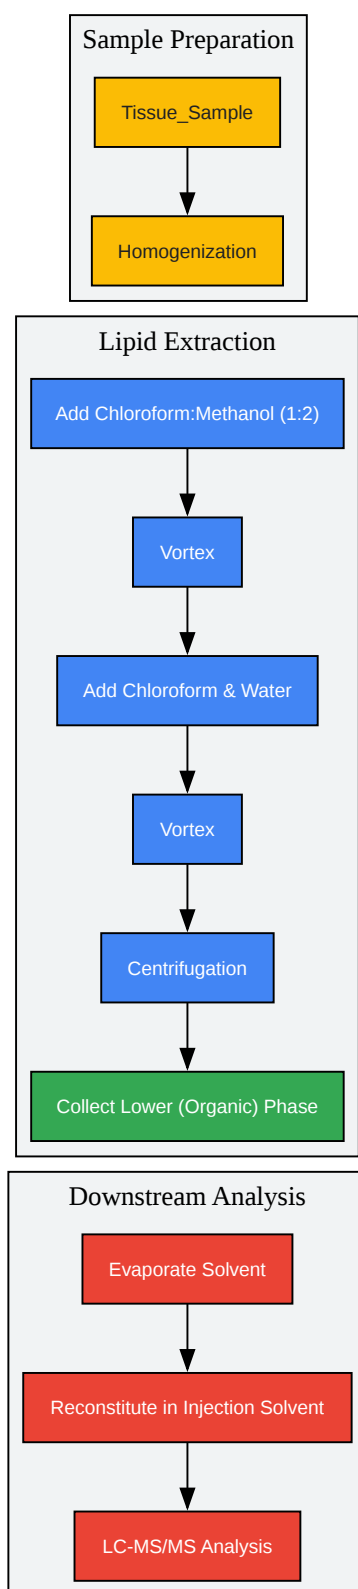 Sample Preparation
Tissue_Sample
Homogenization
Lipid Extraction
Add Chloroform:Methanol (1:2)
Vortex
Add Chloroform & Water
Vortex
Centrifugation
Collect Lower (Organic) Phase
Downstream Analysis
Evaporate Solvent
Reconstitute in Injection Solvent
LC-MS/MS Analysis